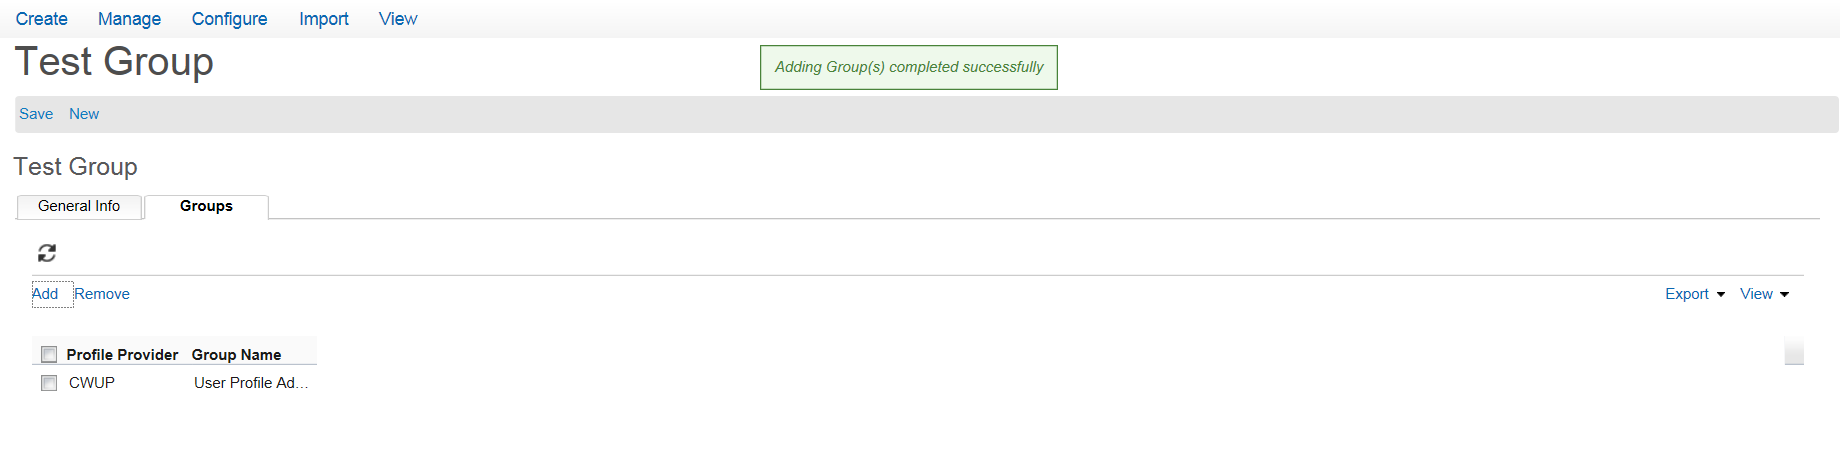 Create Manage Configure Import View
Test Group
Adding Group(s) completed successfully
Save New
Test Group
General Info Groups
Add Remove Export View
Profile Provider Group Name
CWUP User Profile Ad...